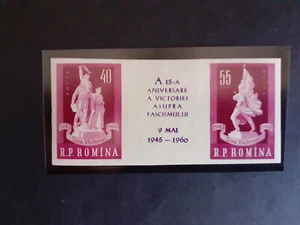 40
R.P. ROMINA
A 15-A
ANIVERSARE
A VICTORIEI
ASUPRA
FASCISMULUI
9 MAI
1945–1960
55
R.P. ROMINA